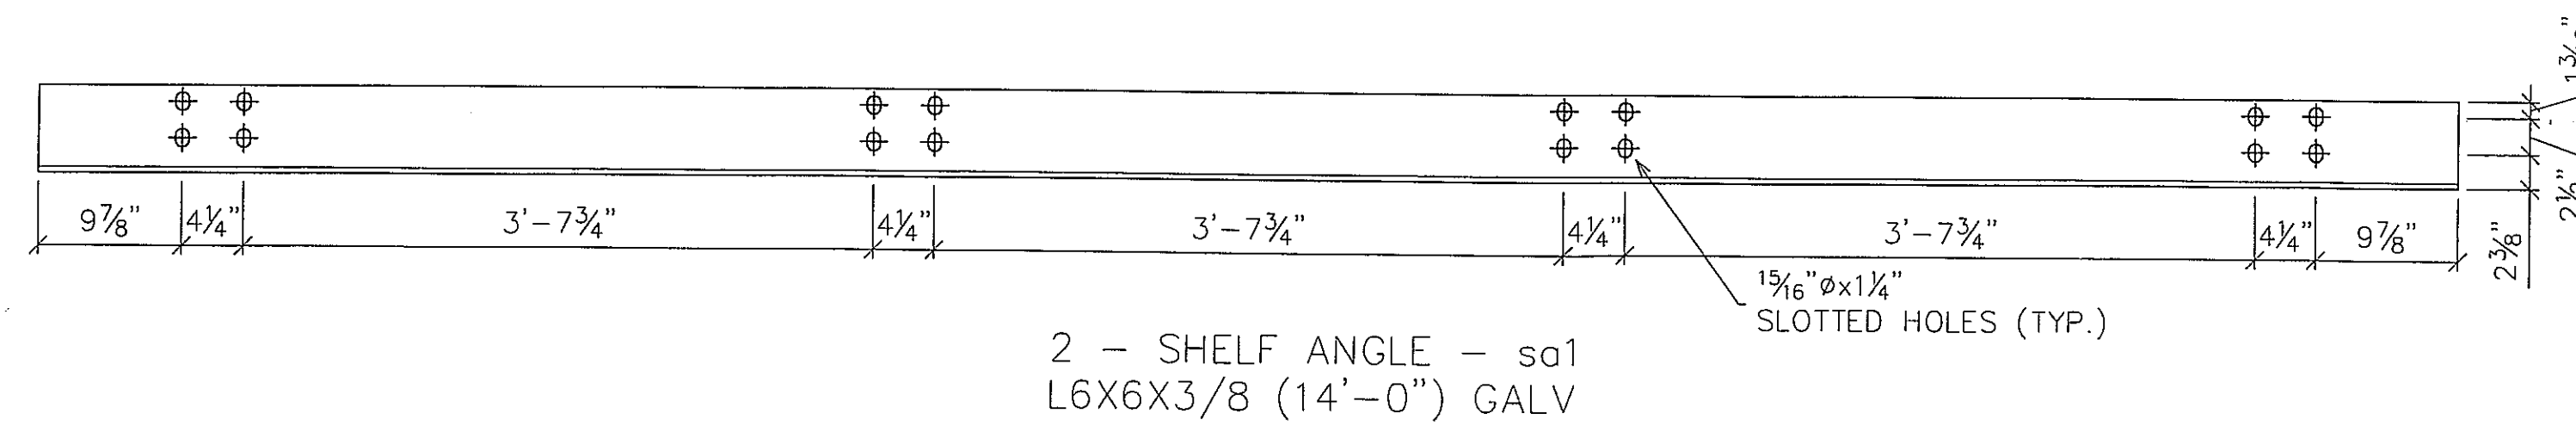 9⅞" 4¼" 3'-7¾" 4¼" 3'-7¾" 4¼" 3'-7¾" 4¼" 9⅞"
2⅜"
2½"
15/16"øx1¼"
SLOTTED HOLES (TYP.)
2 - SHELF ANGLE - sa1
L6X6X3/8 (14'-0") GALV